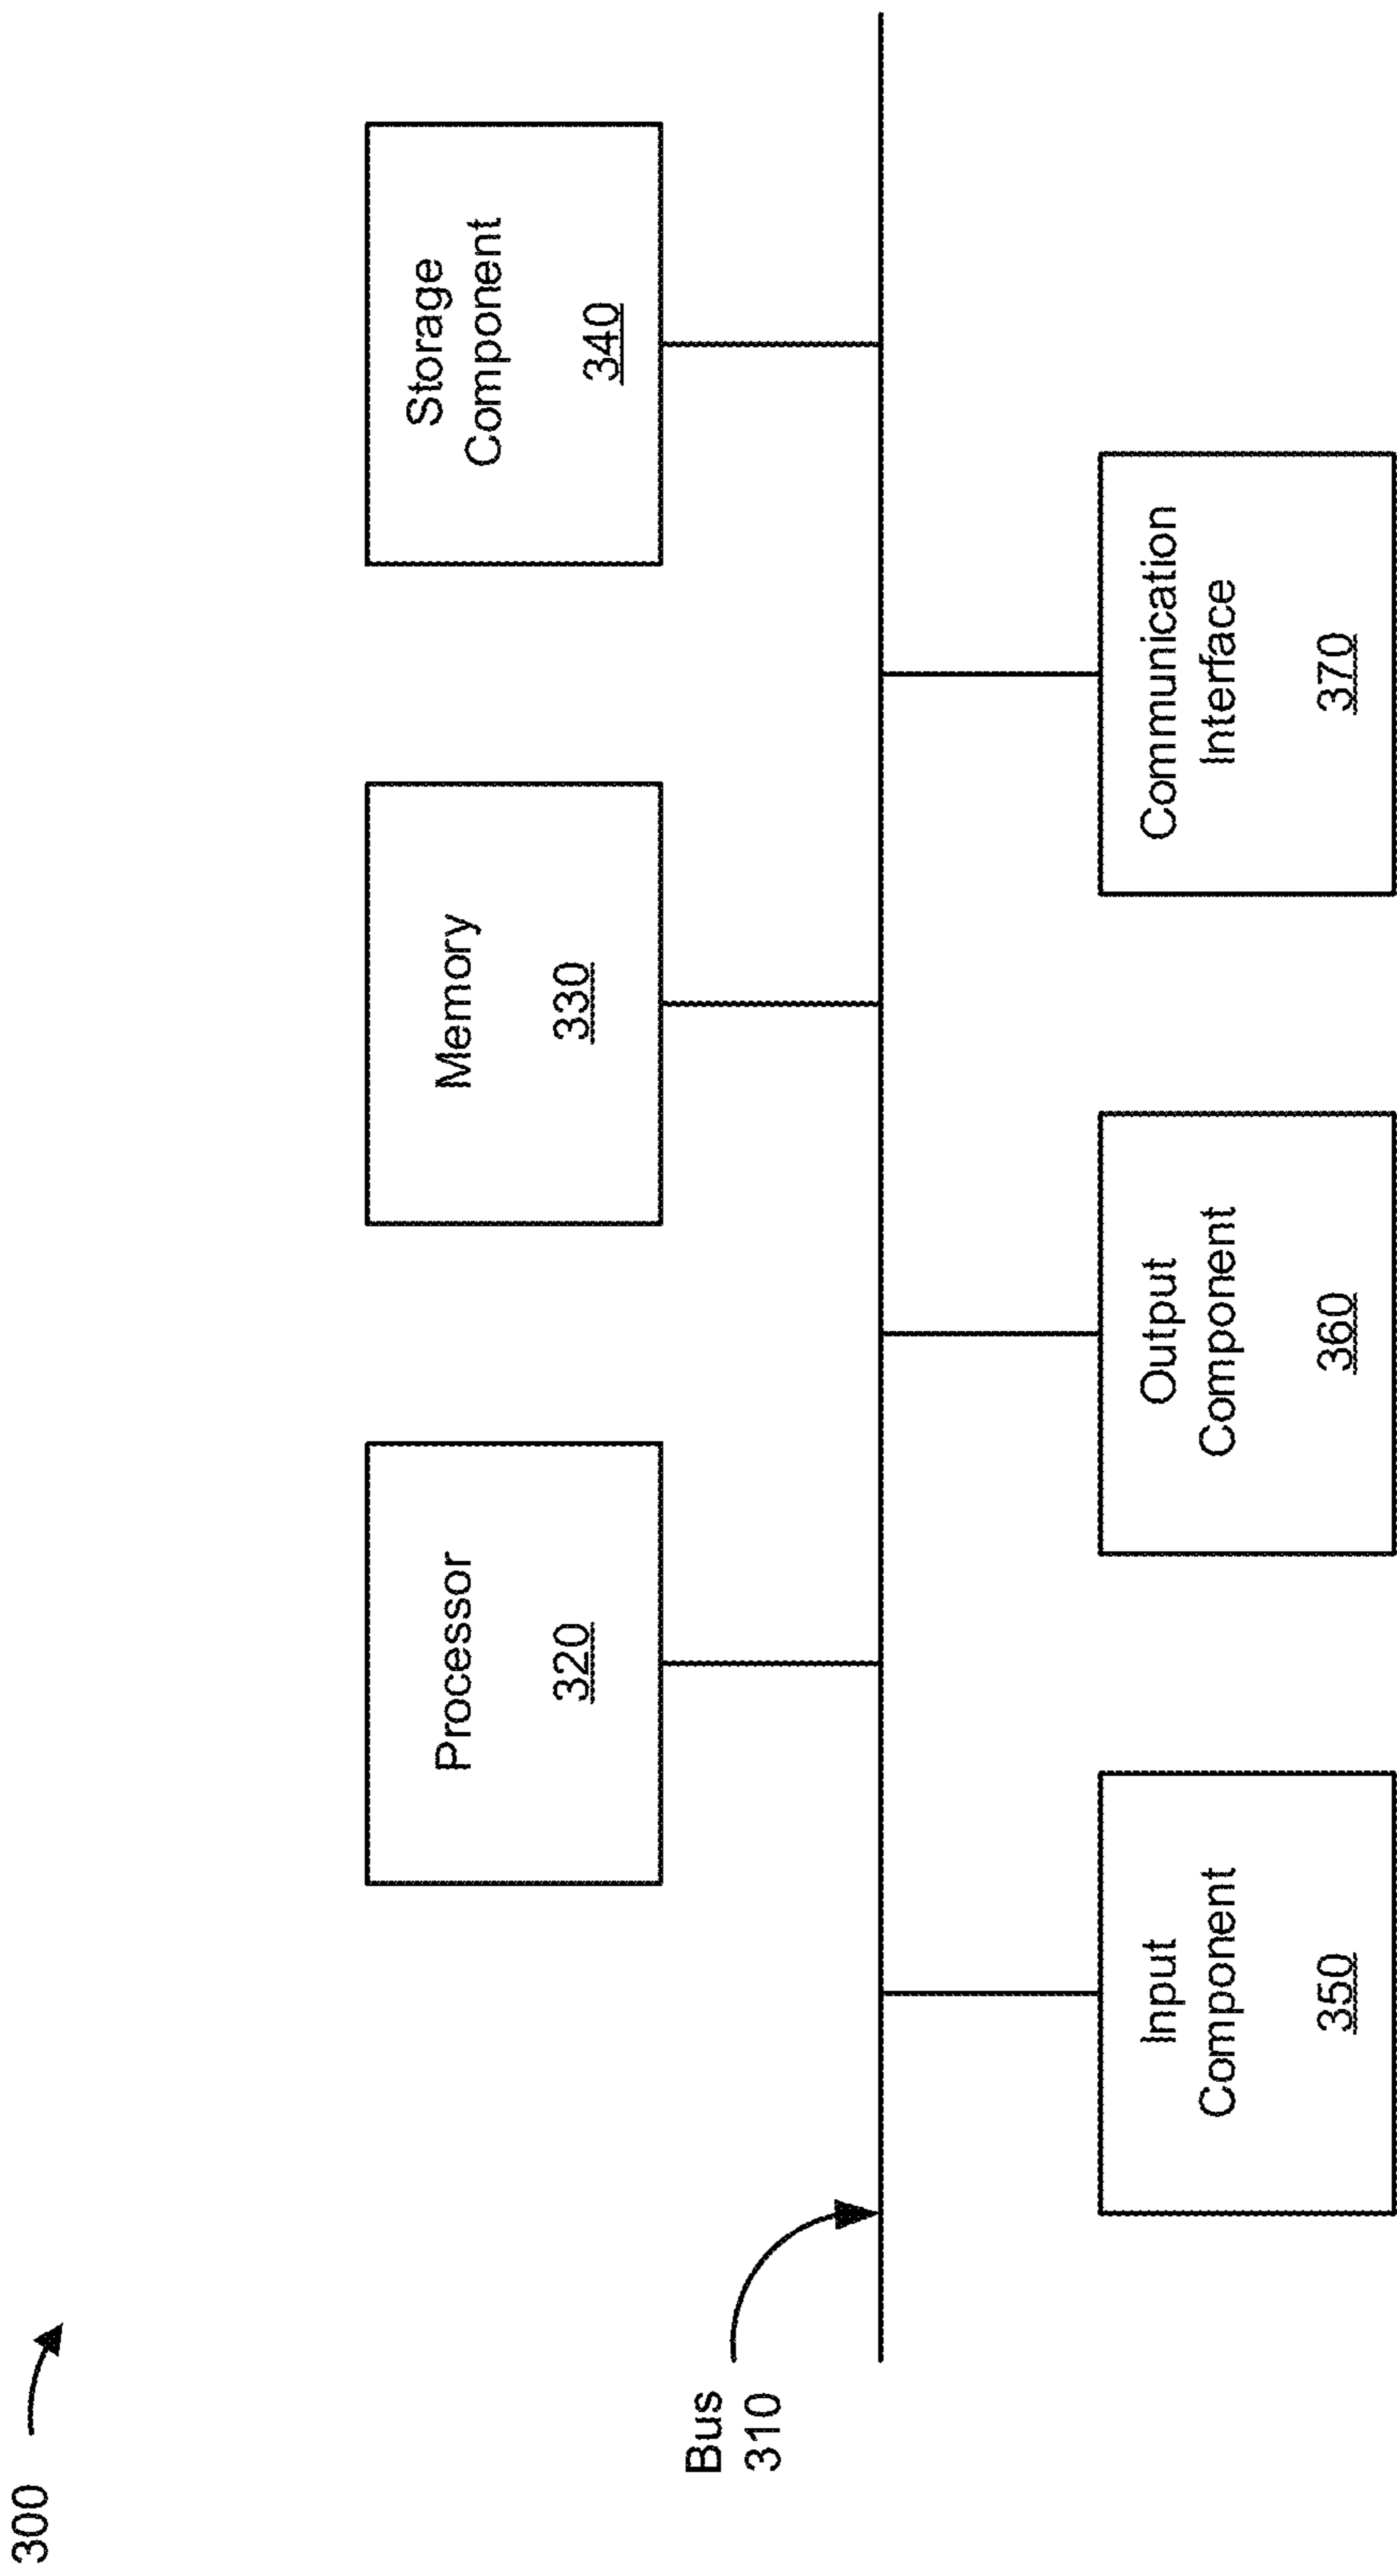 300
Processor
320
Memory
330
Storage
Component
340
Bus
310
Input
Component
350
Output
Component
360
Communication
Interface
370